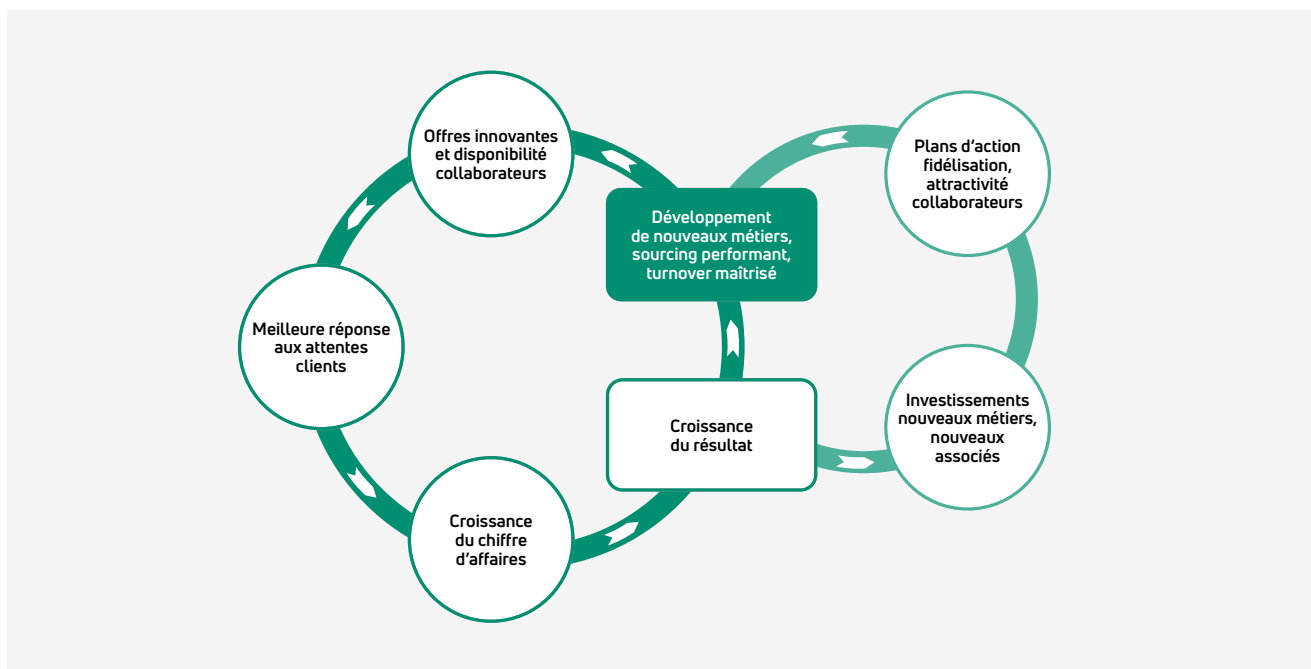 Offres innovantes
et disponibilité
collaborateurs
Plans d’action
fidélisation,
attractivité
collaborateurs
Développement
de nouveaux métiers,
sourcing performant,
turnover maîtrisé
Meilleure réponse
aux attentes
clients
Croissance
du résultat
Investissements
nouveaux métiers,
nouveaux
associés
Croissance
du chiffre
d’affaires